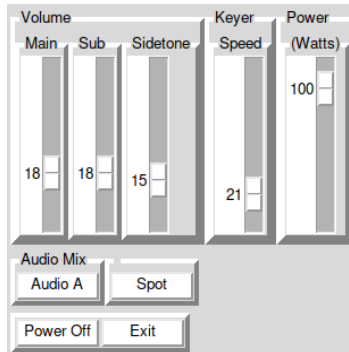 Volume Keyer Power
Main Sub Sidetone Speed (Watts)
100
18 18 15 21
Audio Mix
Audio A Spot
Power Off Exit